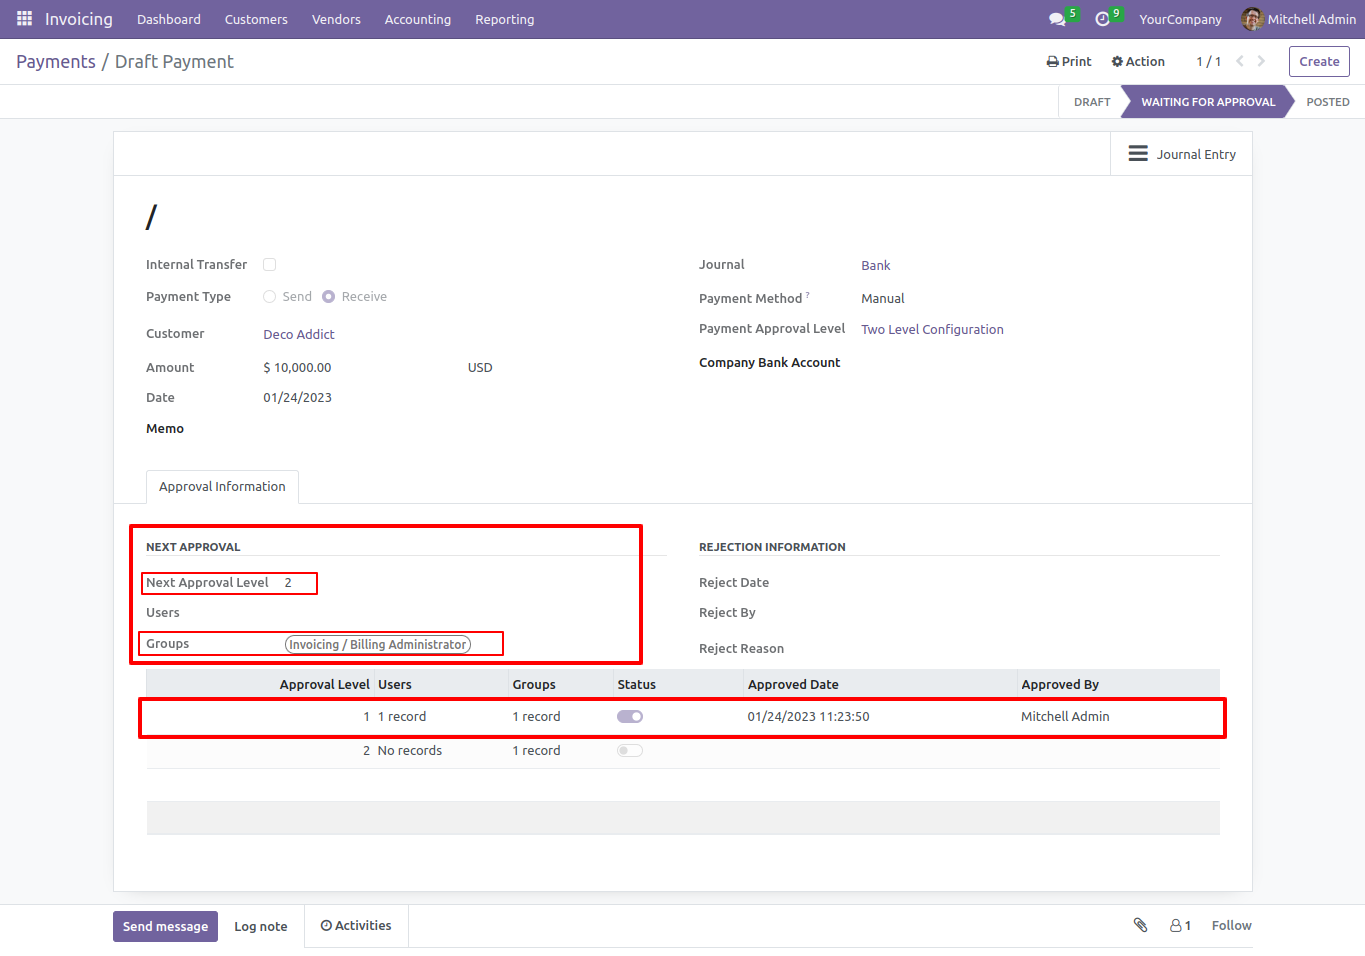 Invoicing Dashboard Customers Vendors Accounting Reporting 5 9 YourCompany Mitchell Admin
Payments / Draft Payment Print Action 1 / 1 Create
DRAFT WAITING FOR APPROVAL POSTED
Journal Entry
/
Internal Transfer
Payment Type Send Receive
Customer Deco Addict
Amount $ 10,000.00 USD
Date 01/24/2023
Memo
Journal Bank
Payment Method ? Manual
Payment Approval Level Two Level Configuration
Company Bank Account
Approval Information
NEXT APPROVAL
Next Approval Level 2
Users
Groups Invoicing / Billing Administrator
REJECTION INFORMATION
Reject Date
Reject By
Reject Reason
Approval Level Users Groups Status Approved Date Approved By
1 1 record 1 record 01/24/2023 11:23:50 Mitchell Admin
2 No records 1 record
Send message Log note Activities 1 Follow